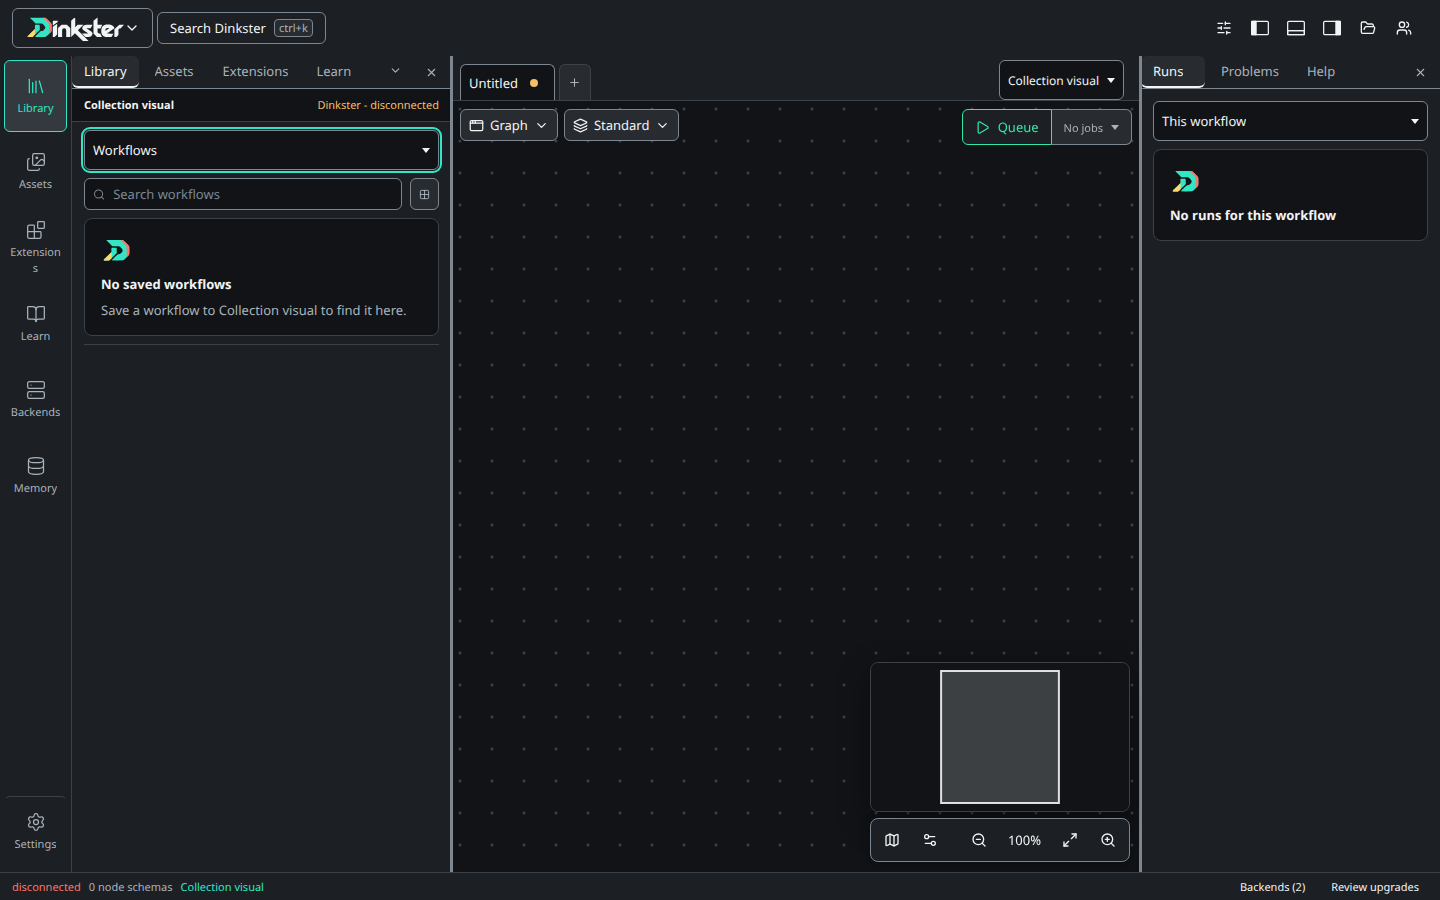 Dinkster
Search Dinkster ctrl+k
Library
Assets
Extensions
Learn
Backends
Memory
Settings
Library Assets Extensions Learn
Collection visual Dinkster - disconnected
Workflows
Search workflows
No saved workflows
Save a workflow to Collection visual to find it here.
Untitled
Collection visual
Graph Standard
Queue No jobs
100%
Runs Problems Help
This workflow
No runs for this workflow
disconnected 0 node schemas Collection visual
Backends (2) Review upgrades